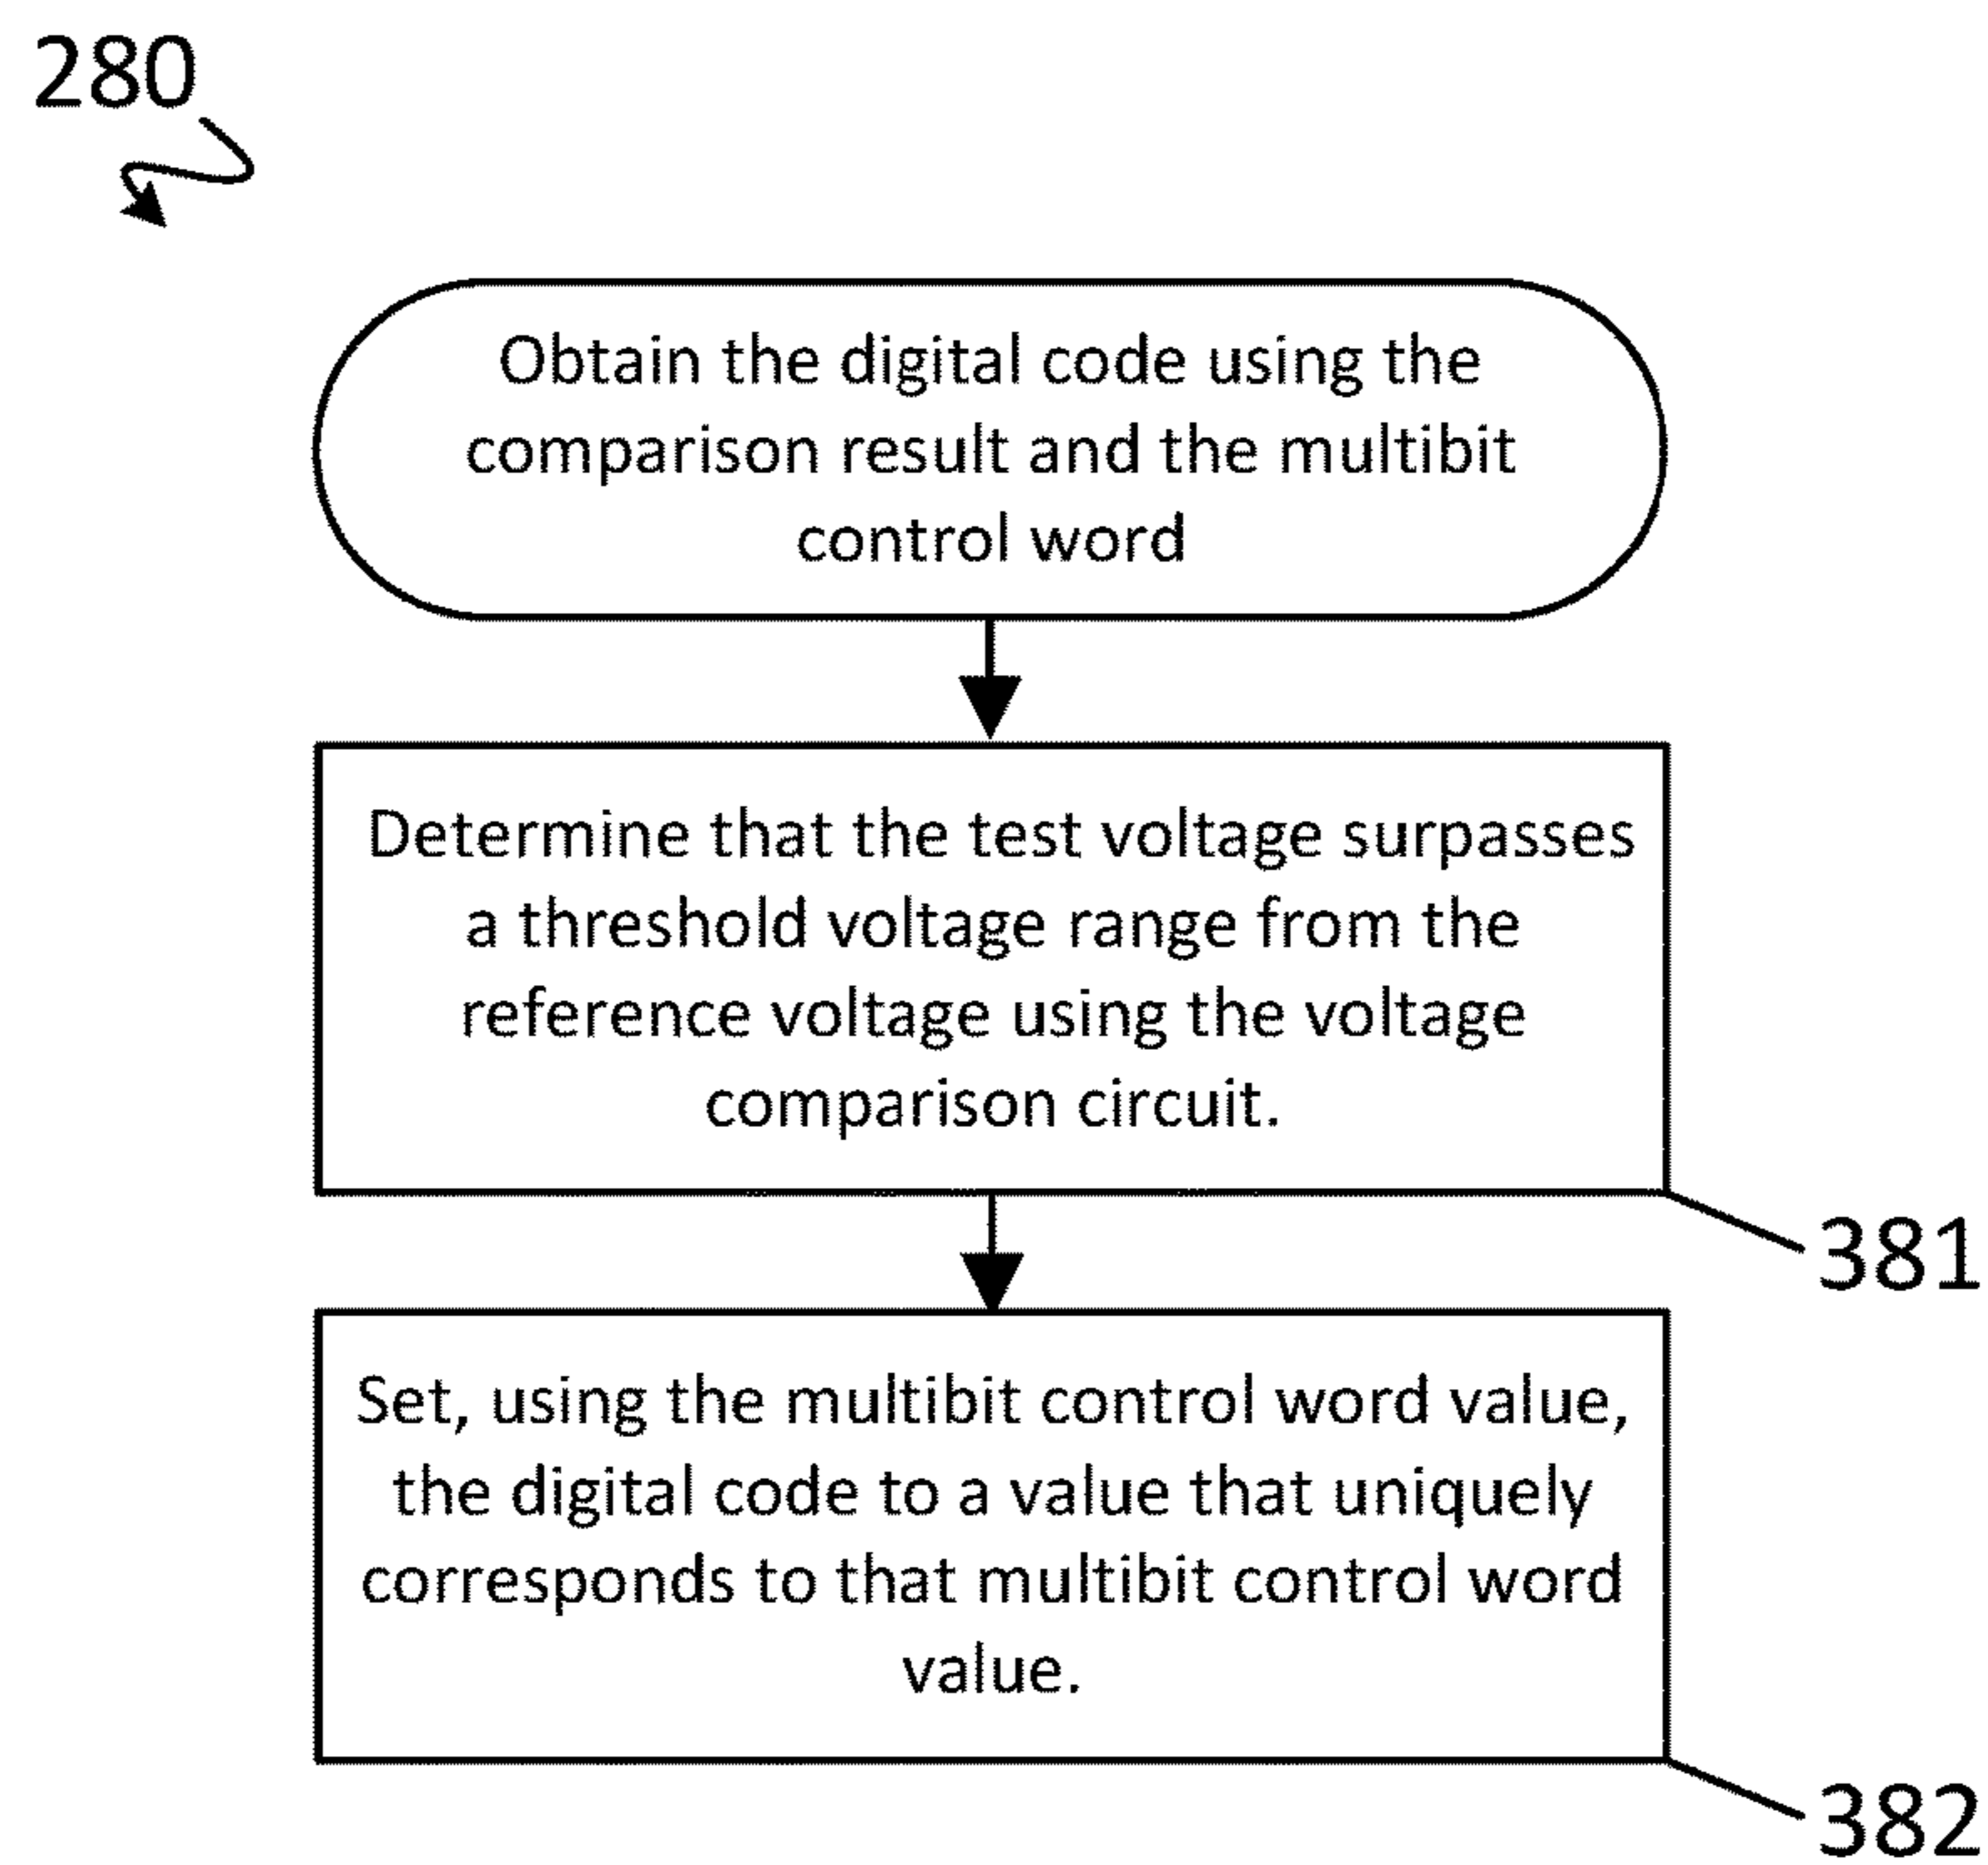 280
Obtain the digital code using the
comparison result and the multibit
control word
Determine that the test voltage surpasses
a threshold voltage range from the
reference voltage using the voltage
comparison circuit.
381
Set, using the multibit control word value,
the digital code to a value that uniquely
corresponds to that multibit control word
value.
382